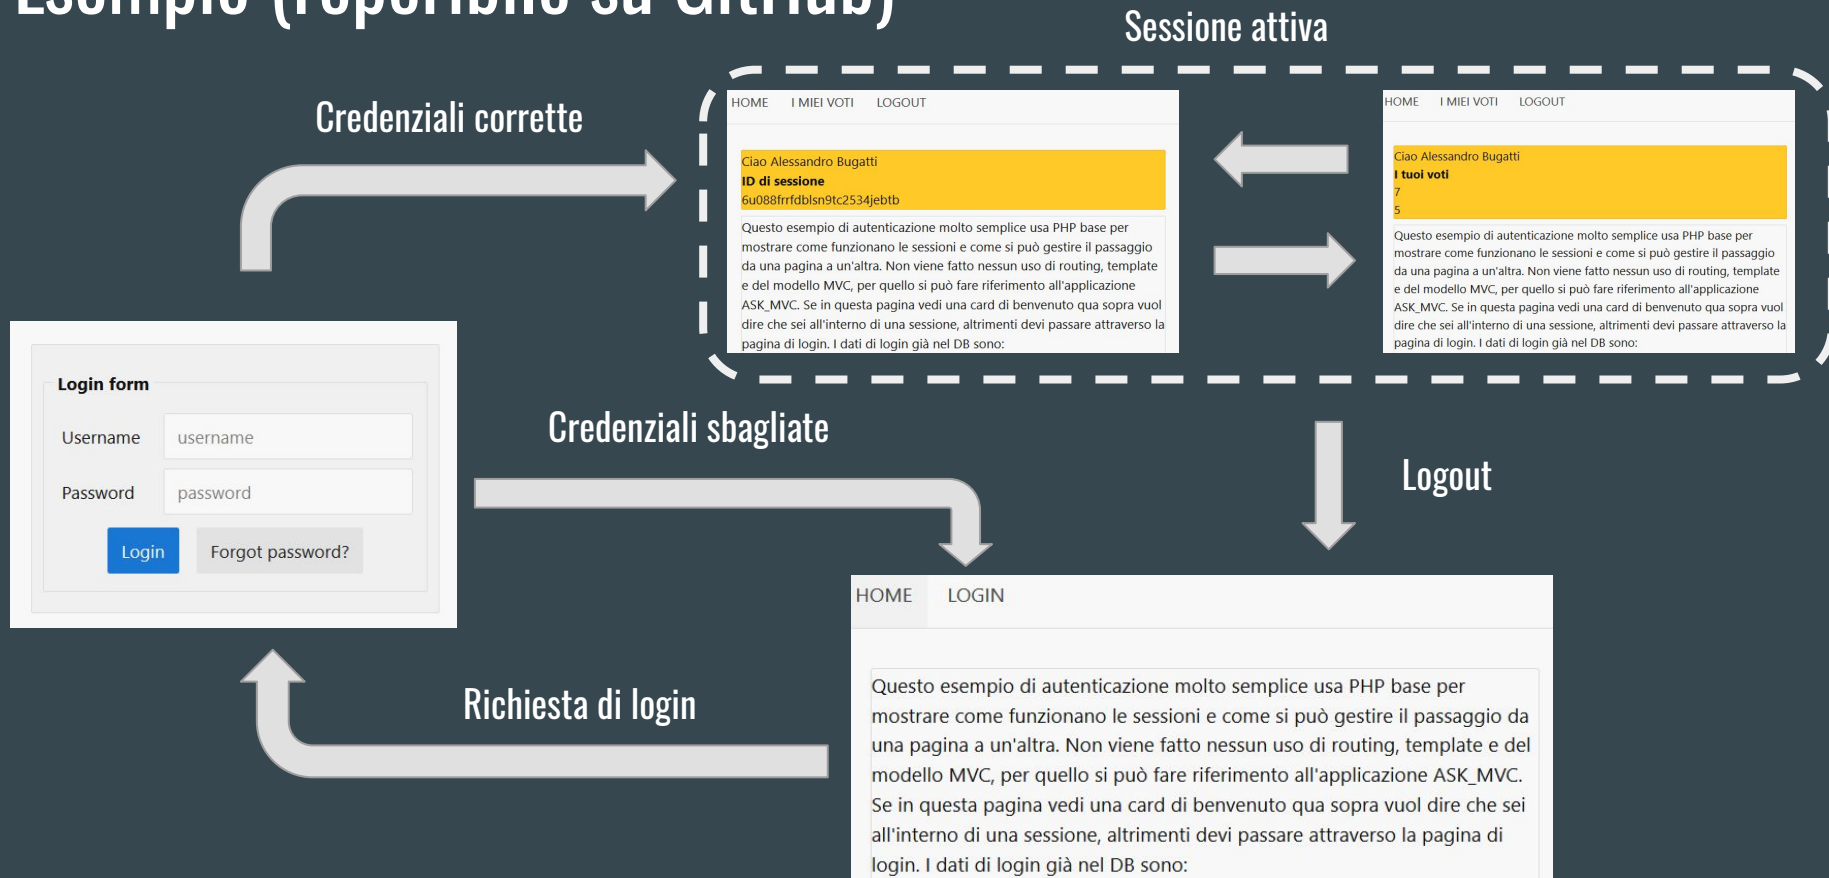 Esempio (reperibile su GitHub)
Sessione attiva
Credenziali corrette
HOME I MIEI VOTI LOGOUT
Ciao Alessandro Bugatti
ID di sessione
6u088frrfdblsn9tc2534jebtb
Questo esempio di autenticazione molto semplice usa PHP base per
mostrare come funzionano le sessioni e come si può gestire il passaggio
da una pagina a un'altra. Non viene fatto nessun uso di routing, template
e del modello MVC, per quello si può fare riferimento all'applicazione
ASK_MVC. Se in questa pagina vedi una card di benvenuto qua sopra vuol
dire che sei all'interno di una sessione, altrimenti devi passare attraverso la
pagina di login. I dati di login già nel DB sono:
HOME I MIEI VOTI LOGOUT
Ciao Alessandro Bugatti
I tuoi voti
7
5
Questo esempio di autenticazione molto semplice usa PHP base per
mostrare come funzionano le sessioni e come si può gestire il passaggio
da una pagina a un'altra. Non viene fatto nessun uso di routing, template
e del modello MVC, per quello si può fare riferimento all'applicazione
ASK_MVC. Se in questa pagina vedi una card di benvenuto qua sopra vuol
dire che sei all'interno di una sessione, altrimenti devi passare attraverso la
pagina di login. I dati di login già nel DB sono:
Login form
Username username
Password password
Login Forgot password?
Credenziali sbagliate
Logout
Richiesta di login
HOME LOGIN
Questo esempio di autenticazione molto semplice usa PHP base per
mostrare come funzionano le sessioni e come si può gestire il passaggio da
una pagina a un'altra. Non viene fatto nessun uso di routing, template e del
modello MVC, per quello si può fare riferimento all'applicazione ASK_MVC.
Se in questa pagina vedi una card di benvenuto qua sopra vuol dire che sei
all'interno di una sessione, altrimenti devi passare attraverso la pagina di
login. I dati di login già nel DB sono: